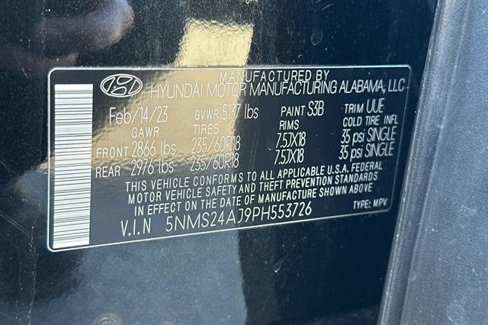 MANUFACTURED BY
HYUNDAI MOTOR MANUFACTURING ALABAMA, LLC
Feb/14/23 GVWR 5137 lbs PAINT S3B TRIM UUE
GAWR TIRES RIMS COLD TIRE INFL
FRONT 2866 lbs 235/60R18 7.5JX18 35 psi SINGLE
REAR 2976 lbs 235/60R18 7.5JX18 35 psi SINGLE
THIS VEHICLE CONFORMS TO ALL APPLICABLE U.S.A. FEDERAL
MOTOR VEHICLE SAFETY AND THEFT PREVENTION STANDARDS
IN EFFECT ON THE DATE OF MANUFACTURE SHOWN ABOVE.
V.I.N 5NMS24AJ9PH553726 TYPE: MPV